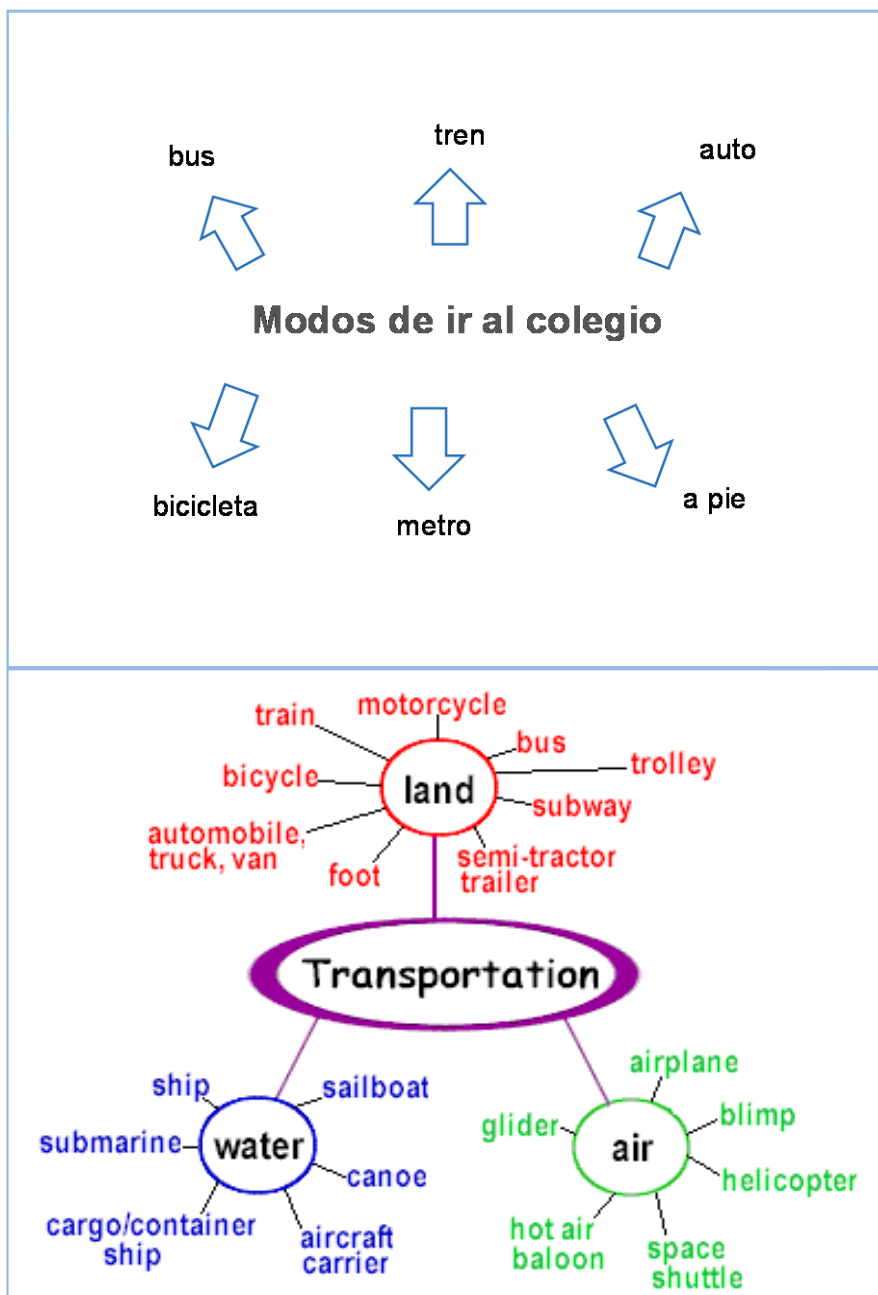 tren
bus
auto
Modos de ir al colegio
bicicleta
metro
a pie
motorcycle
train
bus
trolley
bicycle
land
subway
automobile,
truck, van
foot
semi-tractor
trailer
Transportation
ship
sailboat
submarine
water
canoe
cargo/container
ship
aircraft
carrier
airplane
glider
blimp
air
helicopter
hot air
baloon
space
shuttle